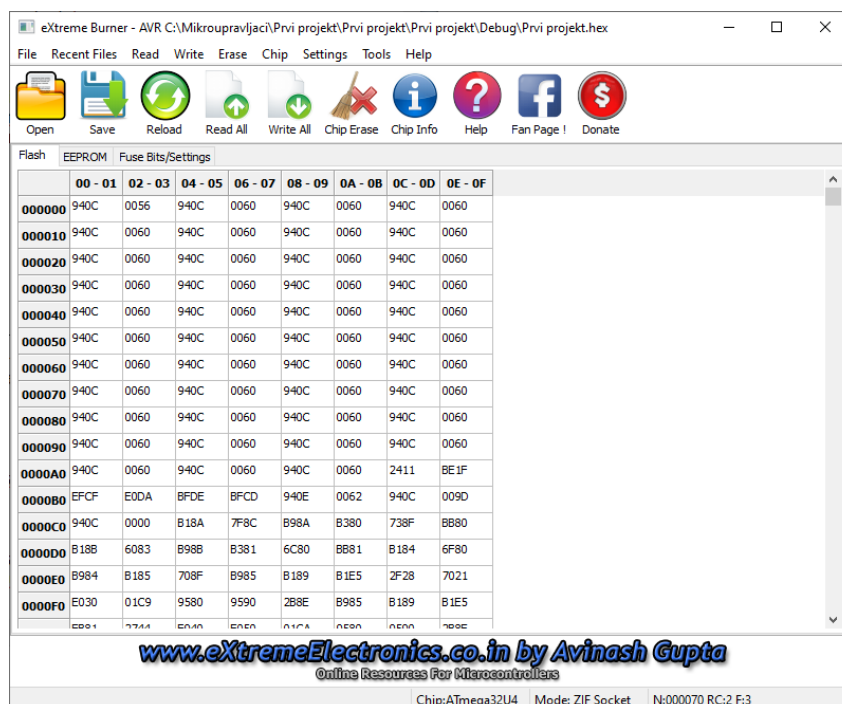 eXtreme Burner - AVR C:\Mikroupravljaci\Prvi projekt\Prvi projekt\Prvi projekt\Debug\Prvi projekt.hex
File Recent Files Read Write Erase Chip Settings Tools Help
Open Save Reload Read All Write All Chip Erase Chip Info Help Fan Page ! Donate
Flash EEPROM Fuse Bits/Settings
00 - 01 02 - 03 04 - 05 06 - 07 08 - 09 0A - 0B 0C - 0D 0E - 0F
000000 940C 0056 940C 0060 940C 0060 940C 0060
000010 940C 0060 940C 0060 940C 0060 940C 0060
000020 940C 0060 940C 0060 940C 0060 940C 0060
000030 940C 0060 940C 0060 940C 0060 940C 0060
000040 940C 0060 940C 0060 940C 0060 940C 0060
000050 940C 0060 940C 0060 940C 0060 940C 0060
000060 940C 0060 940C 0060 940C 0060 940C 0060
000070 940C 0060 940C 0060 940C 0060 940C 0060
000080 940C 0060 940C 0060 940C 0060 940C 0060
000090 940C 0060 940C 0060 940C 0060 940C 0060
0000A0 940C 0060 940C 0060 940C 0060 2411 BE1F
0000B0 EFCF E0DA BFDE BFCD 940E 0062 940C 009D
0000C0 940C 0000 B18A 7F8C B98A B380 738F BB80
0000D0 B18B 6083 B98B B381 6C80 BB81 B184 6F80
0000E0 B984 B185 708F B985 B189 B1E5 2F28 7021
0000F0 E030 01C9 9580 9590 2B8E B985 B189 B1E5
www.eXtremeElectronics.co.in by Avinash Gupta
Online Resources For Microcontrollers
Chip:ATmega32U4 Mode: ZIF Socket N:000070 RC:2 F:3